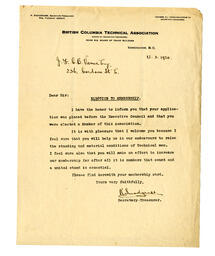 BRITISH COLUMBIA TECHNICAL ASSOCIATION
VANCOUVER, B.C.
Dear Sir:
ELECTION TO MEMBERSHIP.
I have the honor to inform you that your application
was placed before the Executive Council and that you
were elected a Member of this association.
It is with pleasure that I welcome you because I
feel sure that you will help us in our endeavors to raise
the standing and material conditions of Technical men.
I feel sure also that you will make an effort to increase
our membership for after all it is numbers that count and
a united stand is essential.
Please find herewith your membership card.
Yours very faithfully,
Secretary-Treasurer.